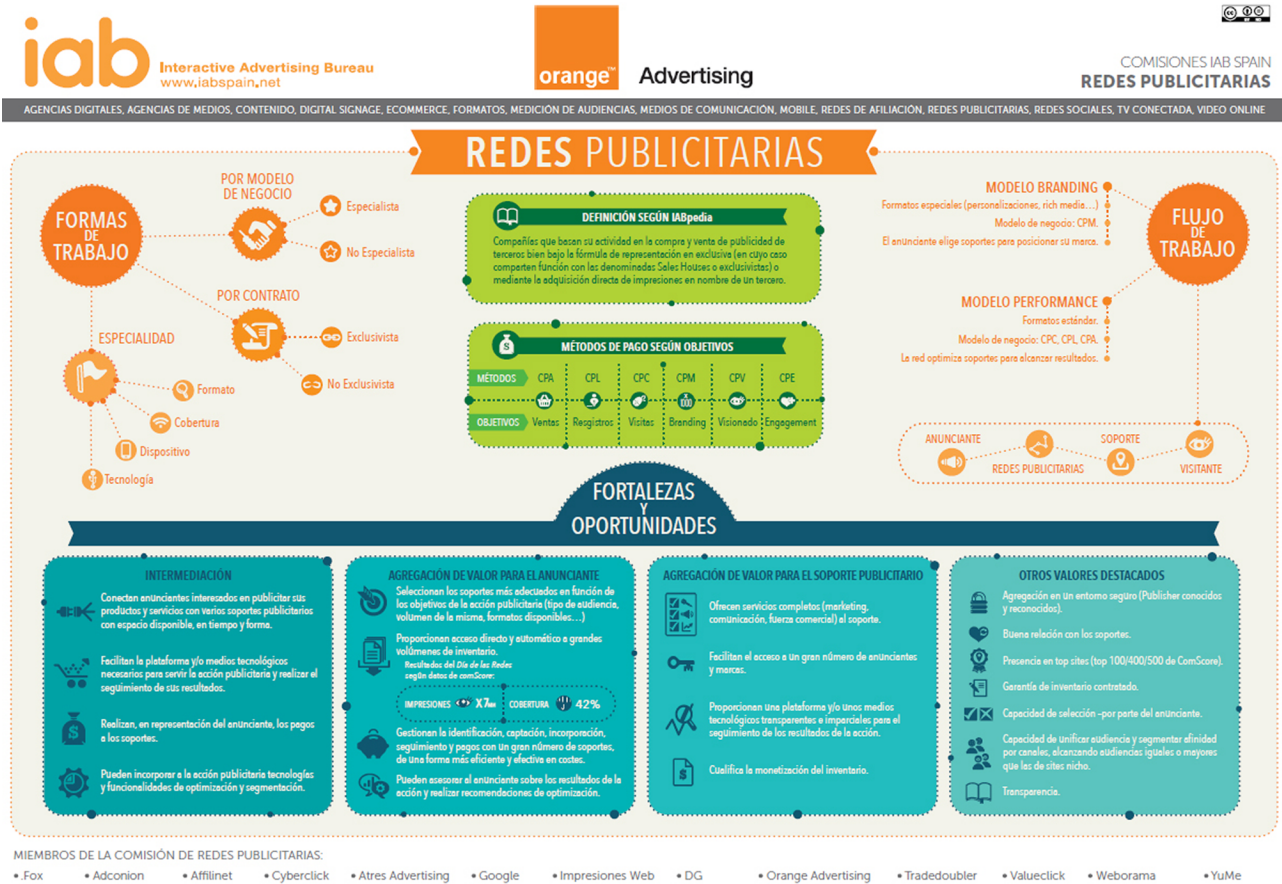 iab
Interactive Advertising Bureau
www.iabspain.net
orange™
Advertising
COMISIONES IAB SPAIN
REDES PUBLICITARIAS
AGENCIAS DIGITALES, AGENCIAS DE MEDIOS, CONTENIDO, DIGITAL SIGNAGE, ECOMMERCE, FORMATOS, MEDICIÓN DE AUDIENCIAS, MEDIOS DE COMUNICACIÓN, MOBILE, REDES DE AFILIACIÓN, REDES PUBLICITARIAS, REDES SOCIALES, TV CONECTADA, VIDEO ONLINE
REDES PUBLICITARIAS
FORMAS
DE
TRABAJO
POR MODELO
DE NEGOCIO
Especialista
No Especialista
POR CONTRATO
Exclusivista
No Exclusivista
ESPECIALIDAD
Formato
Cobertura
Dispositivo
Tecnología
DEFINICIÓN SEGÚN IABpedia
Compañías que basan su actividad en la compra y venta de publicidad de
terceros bien bajo la fórmula de representación en exclusiva (en cuyo caso
comparten función con las denominadas Sales Houses o exclusivistas) o
mediante la adquisición directa de impresiones en nombre de un tercero.
MÉTODOS DE PAGO SEGÚN OBJETIVOS
MÉTODOS CPA CPL CPC CPM CPV CPE
OBJETIVOS Ventas Resgistros Visitas Branding Visionado Engagement
FLUJO
DE
TRABAJO
MODELO BRANDING
Formatos especiales (personalizaciones, rich media...)
Modelo de negocio: CPM.
El anunciante elige soportes para posicionar su marca.
MODELO PERFORMANCE
Formatos estándar.
Modelo de negocio: CPC, CPL, CPA.
La red optimiza soportes para alcanzar resultados.
ANUNCIANTE
REDES PUBLICITARIAS
SOPORTE
VISITANTE
FORTALEZAS
Y
OPORTUNIDADES
INTERMEDIACIÓN
Conectan anunciantes interesados en publicitar sus
productos y servicios con varios soportes publicitarios
con espacio disponible, en tiempo y forma.
Facilitan la plataforma y/o medios tecnológicos
necesarios para servir la acción publicitaria y realizar el
seguimiento de sus resultados.
Realizan, en representación del anunciante, los pagos
a los soportes.
Pueden incorporar a la acción publicitaria tecnologías
y funcionalidades de optimización y segmentación.
AGREGACIÓN DE VALOR PARA EL ANUNCIANTE
Seleccionan los soportes más adecuados en función de
los objetivos de la acción publicitaria (tipo de audiencia,
volumen de la misma, formatos disponibles...)
Proporcionan acceso directo y automático a grandes
volúmenes de inventario.
Resultados del Día de las Redes
según datos de comScore:
IMPRESIONES X7MM COBERTURA 42%
Gestionan la identificación, captación, incorporación,
seguimiento y pagos con un gran número de soportes,
de una forma más eficiente y efectiva en costes.
Pueden asesorar al anunciante sobre los resultados de la
acción y realizar recomendaciones de optimización.
AGREGACIÓN DE VALOR PARA EL SOPORTE PUBLICITARIO
Ofrecen servicios completos (marketing,
comunicación, fuerza comercial) al soporte.
Facilitan el acceso a un gran número de anunciantes
y marcas.
Proporcionan una plataforma y/o unos medios
tecnológicos transparentes e imparciales para el
seguimiento de los resultados de la acción.
Cualifica la monetización del inventario.
OTROS VALORES DESTACADOS
Agregación en un entorno seguro (Publisher conocidos
y reconocidos).
Buena relación con los soportes.
Presencia en top sites (top 100/400/500 de ComScore).
Garantía de inventario contratado.
Capacidad de selección –por parte del anunciante.
Capacidad de unificar audiencia y segmentar afinidad
por canales, alcanzando audiencias iguales o mayores
que las de sites nicho.
Transparencia.
MIEMBROS DE LA COMISIÓN DE REDES PUBLICITARIAS:
• .Fox • Adconion • Affilinet • Cyberclick • Atres Advertising • Google • Impresiones Web • DG • Orange Advertising • Tradedoubler • Valueclick • Weborama • YuMe